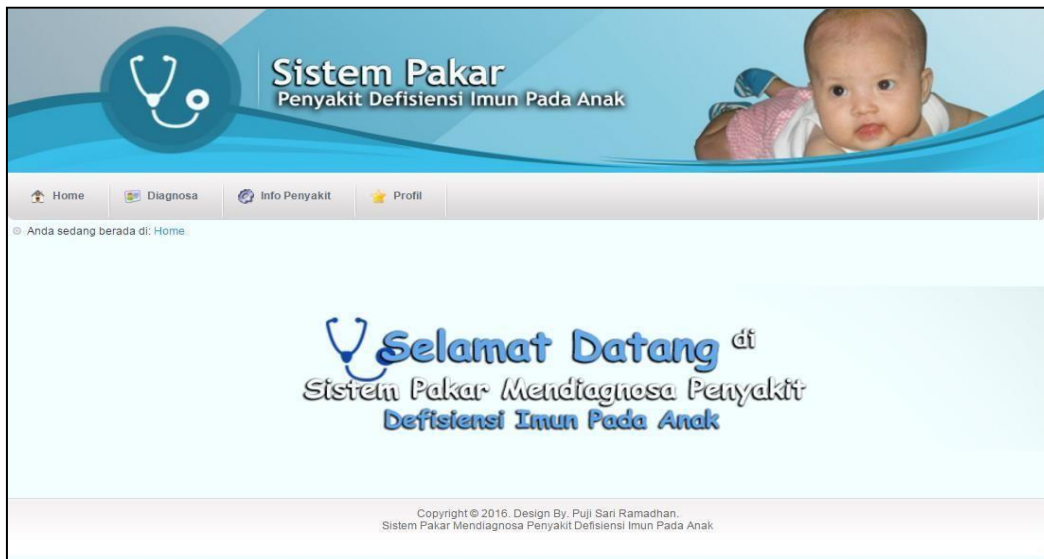 Sistem Pakar
Penyakit Defisiensi Imun Pada Anak
Home Diagnosa Info Penyakit Profil
Anda sedang berada di: Home
Selamat Datang di
Sistem Pakar Mendiagnosa Penyakit
Defisiensi Imun Pada Anak
Copyright © 2016. Design By. Puji Sari Ramadhan.
Sistem Pakar Mendiagnosa Penyakit Defisiensi Imun Pada Anak